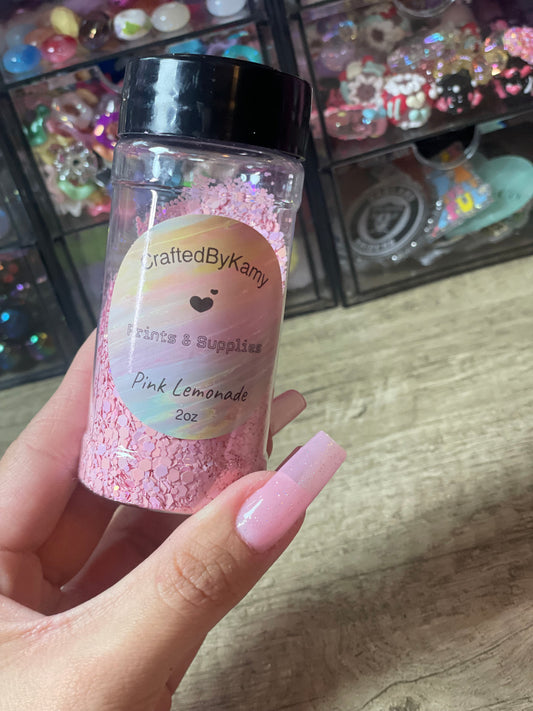 CraftedByKamy
Prints & Supplies
Pink Lemonade
2oz